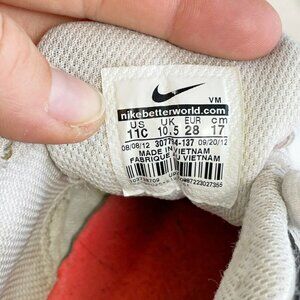 VM
nikebetterworld.com
US UK EUR cm
11C 10.5 28 17
08/08/12 307794-137 09/20/12
MADE IN VIETNAM
FABRIQUE AU VIETNAM